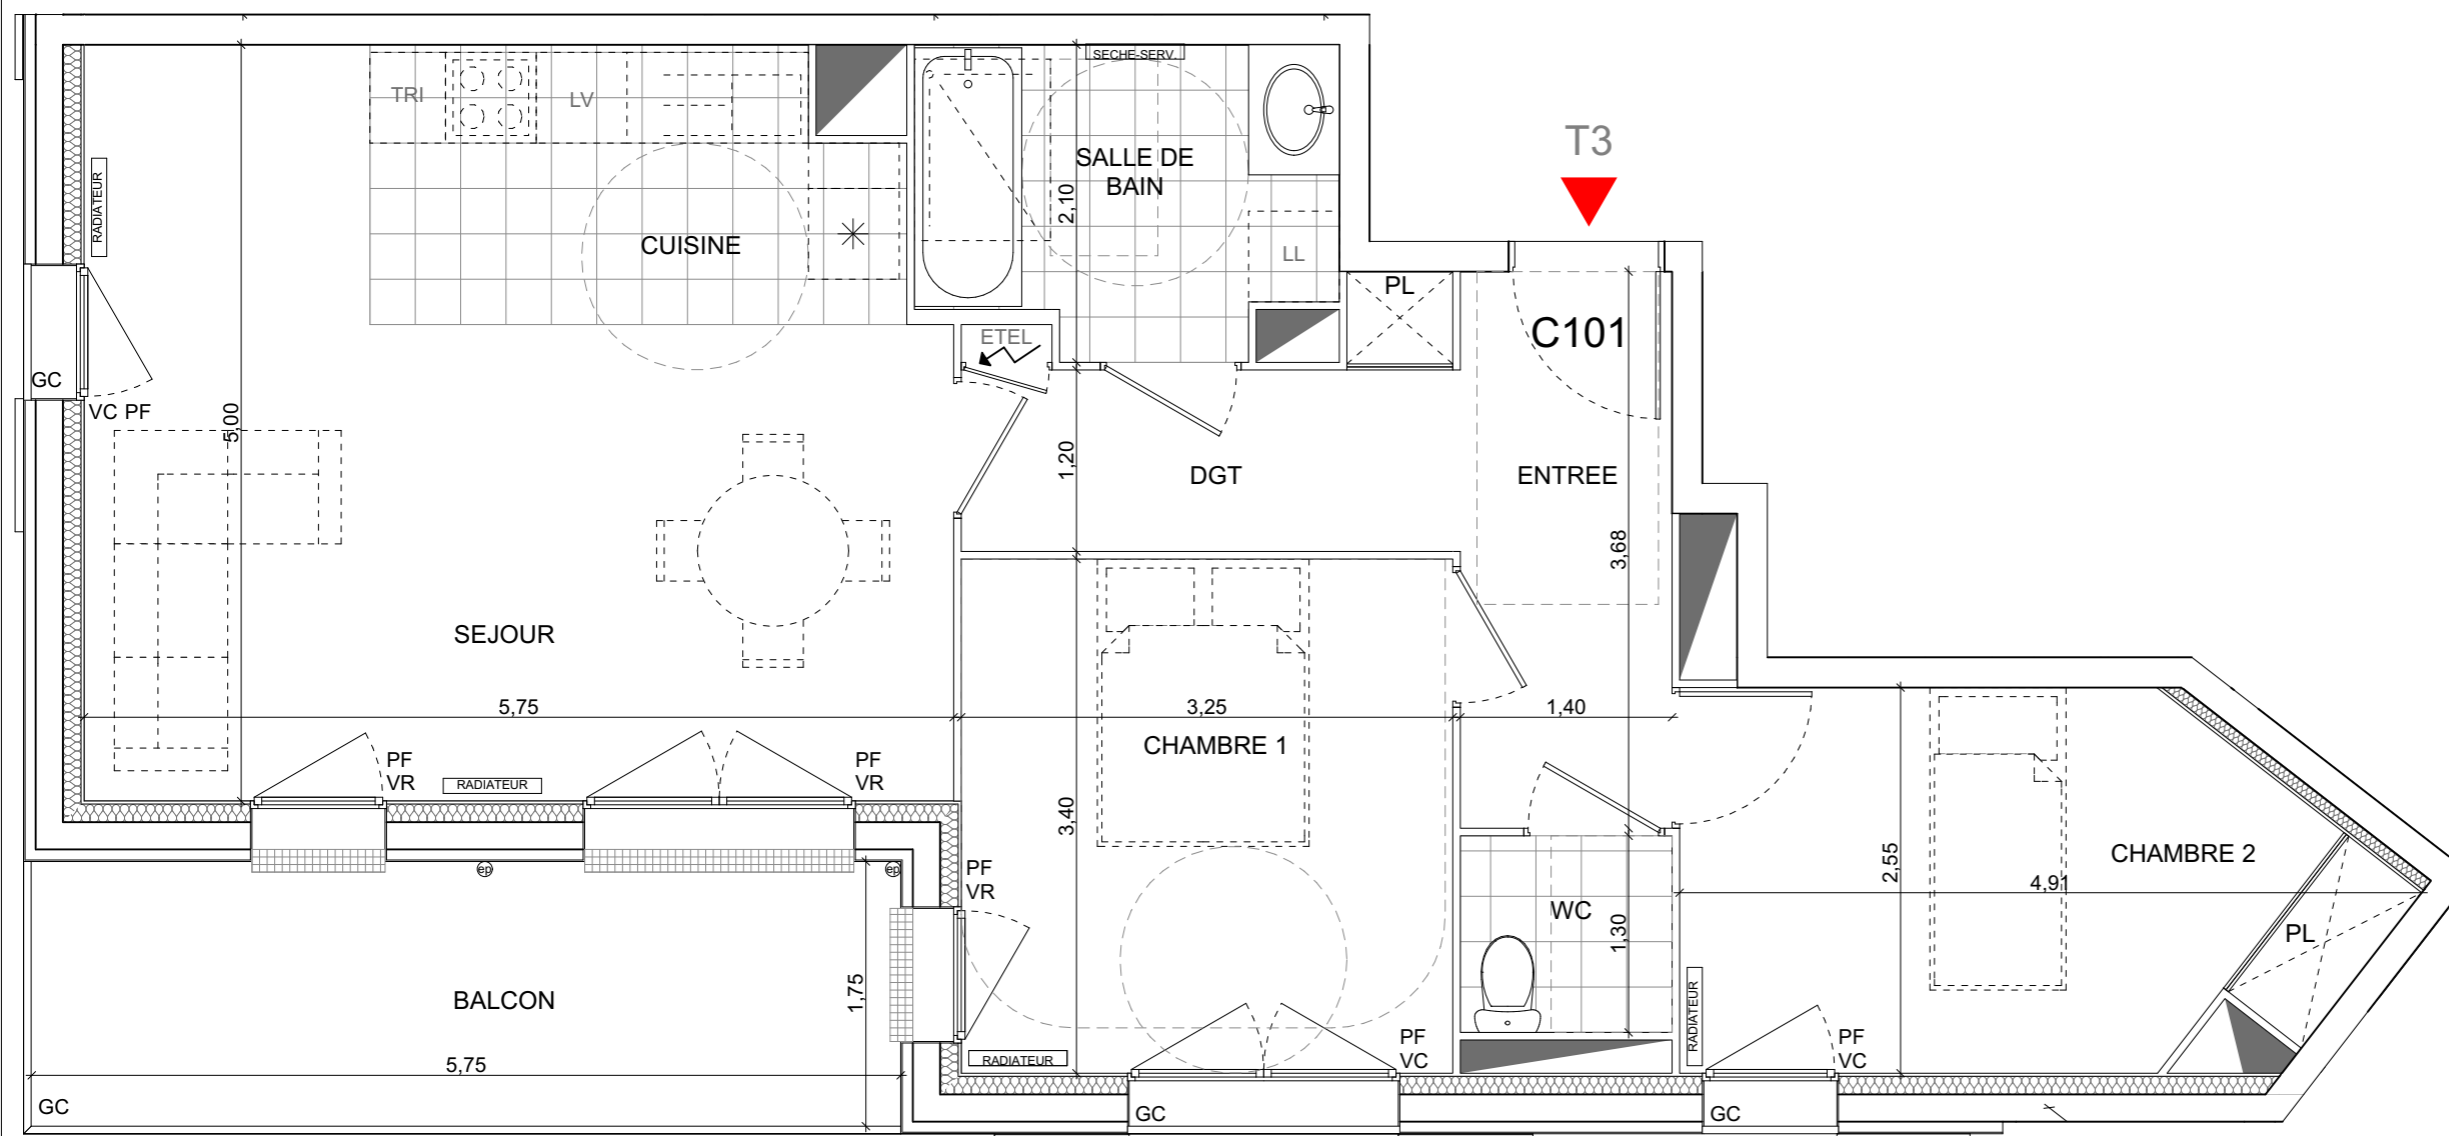 SECHE-SERV.
TRI
LV
T3
SALLE DE
BAIN
RADIATEUR
2,10
CUISINE
LL
PL
C101
ETEL
GC
VC PF
5,00
1,20
DGT
ENTREE
3,68
SEJOUR
5,75
3,25
1,40
CHAMBRE 1
PF
VR
RADIATEUR
PF
VR
3,40
2,55
CHAMBRE 2
4,91
ep
ep
PF
VR
WC
1,30
PL
BALCON
1,75
RADIATEUR
5,75
RADIATEUR
PF
VC
PF
VC
GC
GC
GC